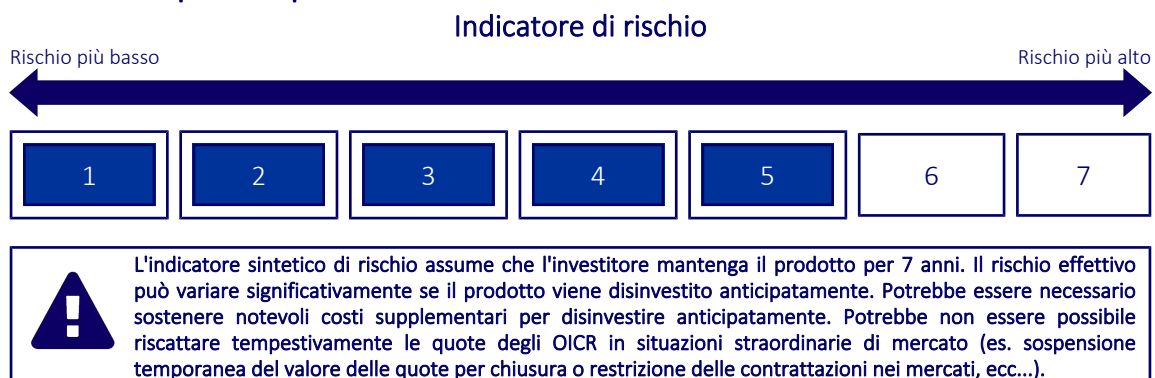 Indicatore di rischio
Rischio più basso
Rischio più alto
1 2 3 4 5 6 7
L'indicatore sintetico di rischio assume che l'investitore mantenga il prodotto per 7 anni. Il rischio effettivo
può variare significativamente se il prodotto viene disinvestito anticipatamente. Potrebbe essere necessario
sostenere notevoli costi supplementari per disinvestire anticipatamente. Potrebbe non essere possibile
riscattare tempestivamente le quote degli OICR in situazioni straordinarie di mercato (es. sospensione
temporanea del valore delle quote per chiusura o restrizione delle contrattazioni nei mercati, ecc...).